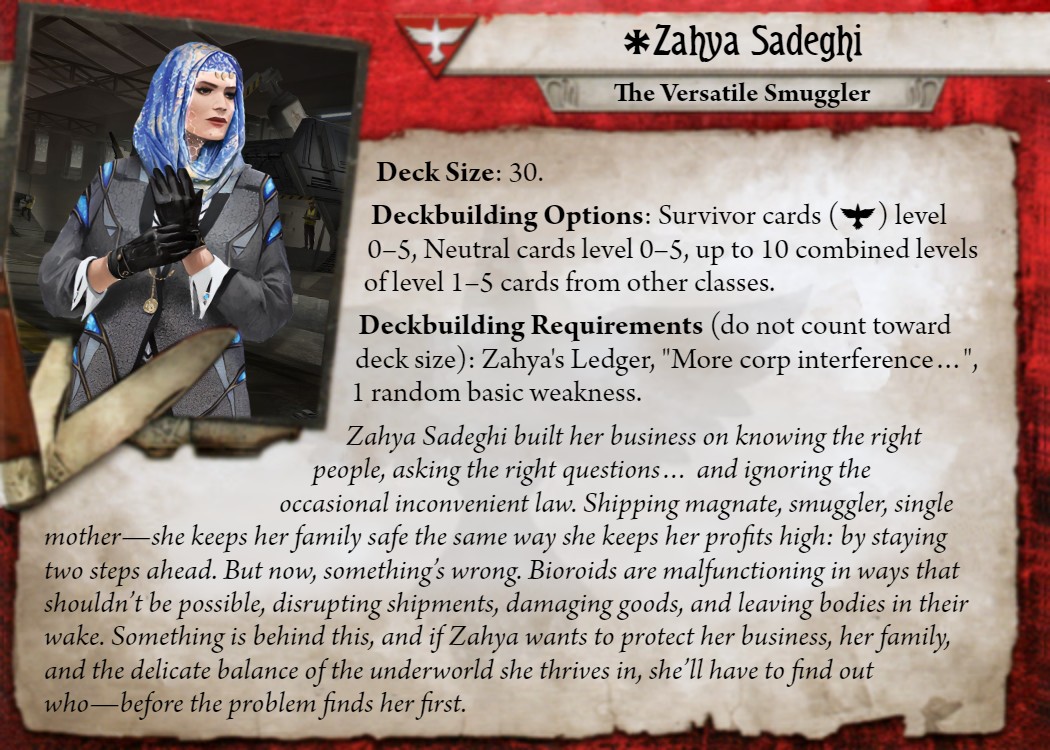 Zahya Sadeghi
The Versatile Smuggler
Deck Size: 30.
Deckbuilding Options: Survivor cards ( ) level
0–5, Neutral cards level 0–5, up to 10 combined levels
of level 1–5 cards from other classes.
Deckbuilding Requirements (do not count toward
deck size): Zahya's Ledger, "More corp interference…",
1 random basic weakness.
Zahya Sadeghi built her business on knowing the right
people, asking the right questions… and ignoring the
occasional inconvenient law. Shipping magnate, smuggler, single
mother—she keeps her family safe the same way she keeps her profits high: by staying
two steps ahead. But now, something’s wrong. Bioroids are malfunctioning in ways that
shouldn’t be possible, disrupting shipments, damaging goods, and leaving bodies in their
wake. Something is behind this, and if Zahya wants to protect her business, her family,
and the delicate balance of the underworld she thrives in, she’ll have to find out
who—before the problem finds her first.